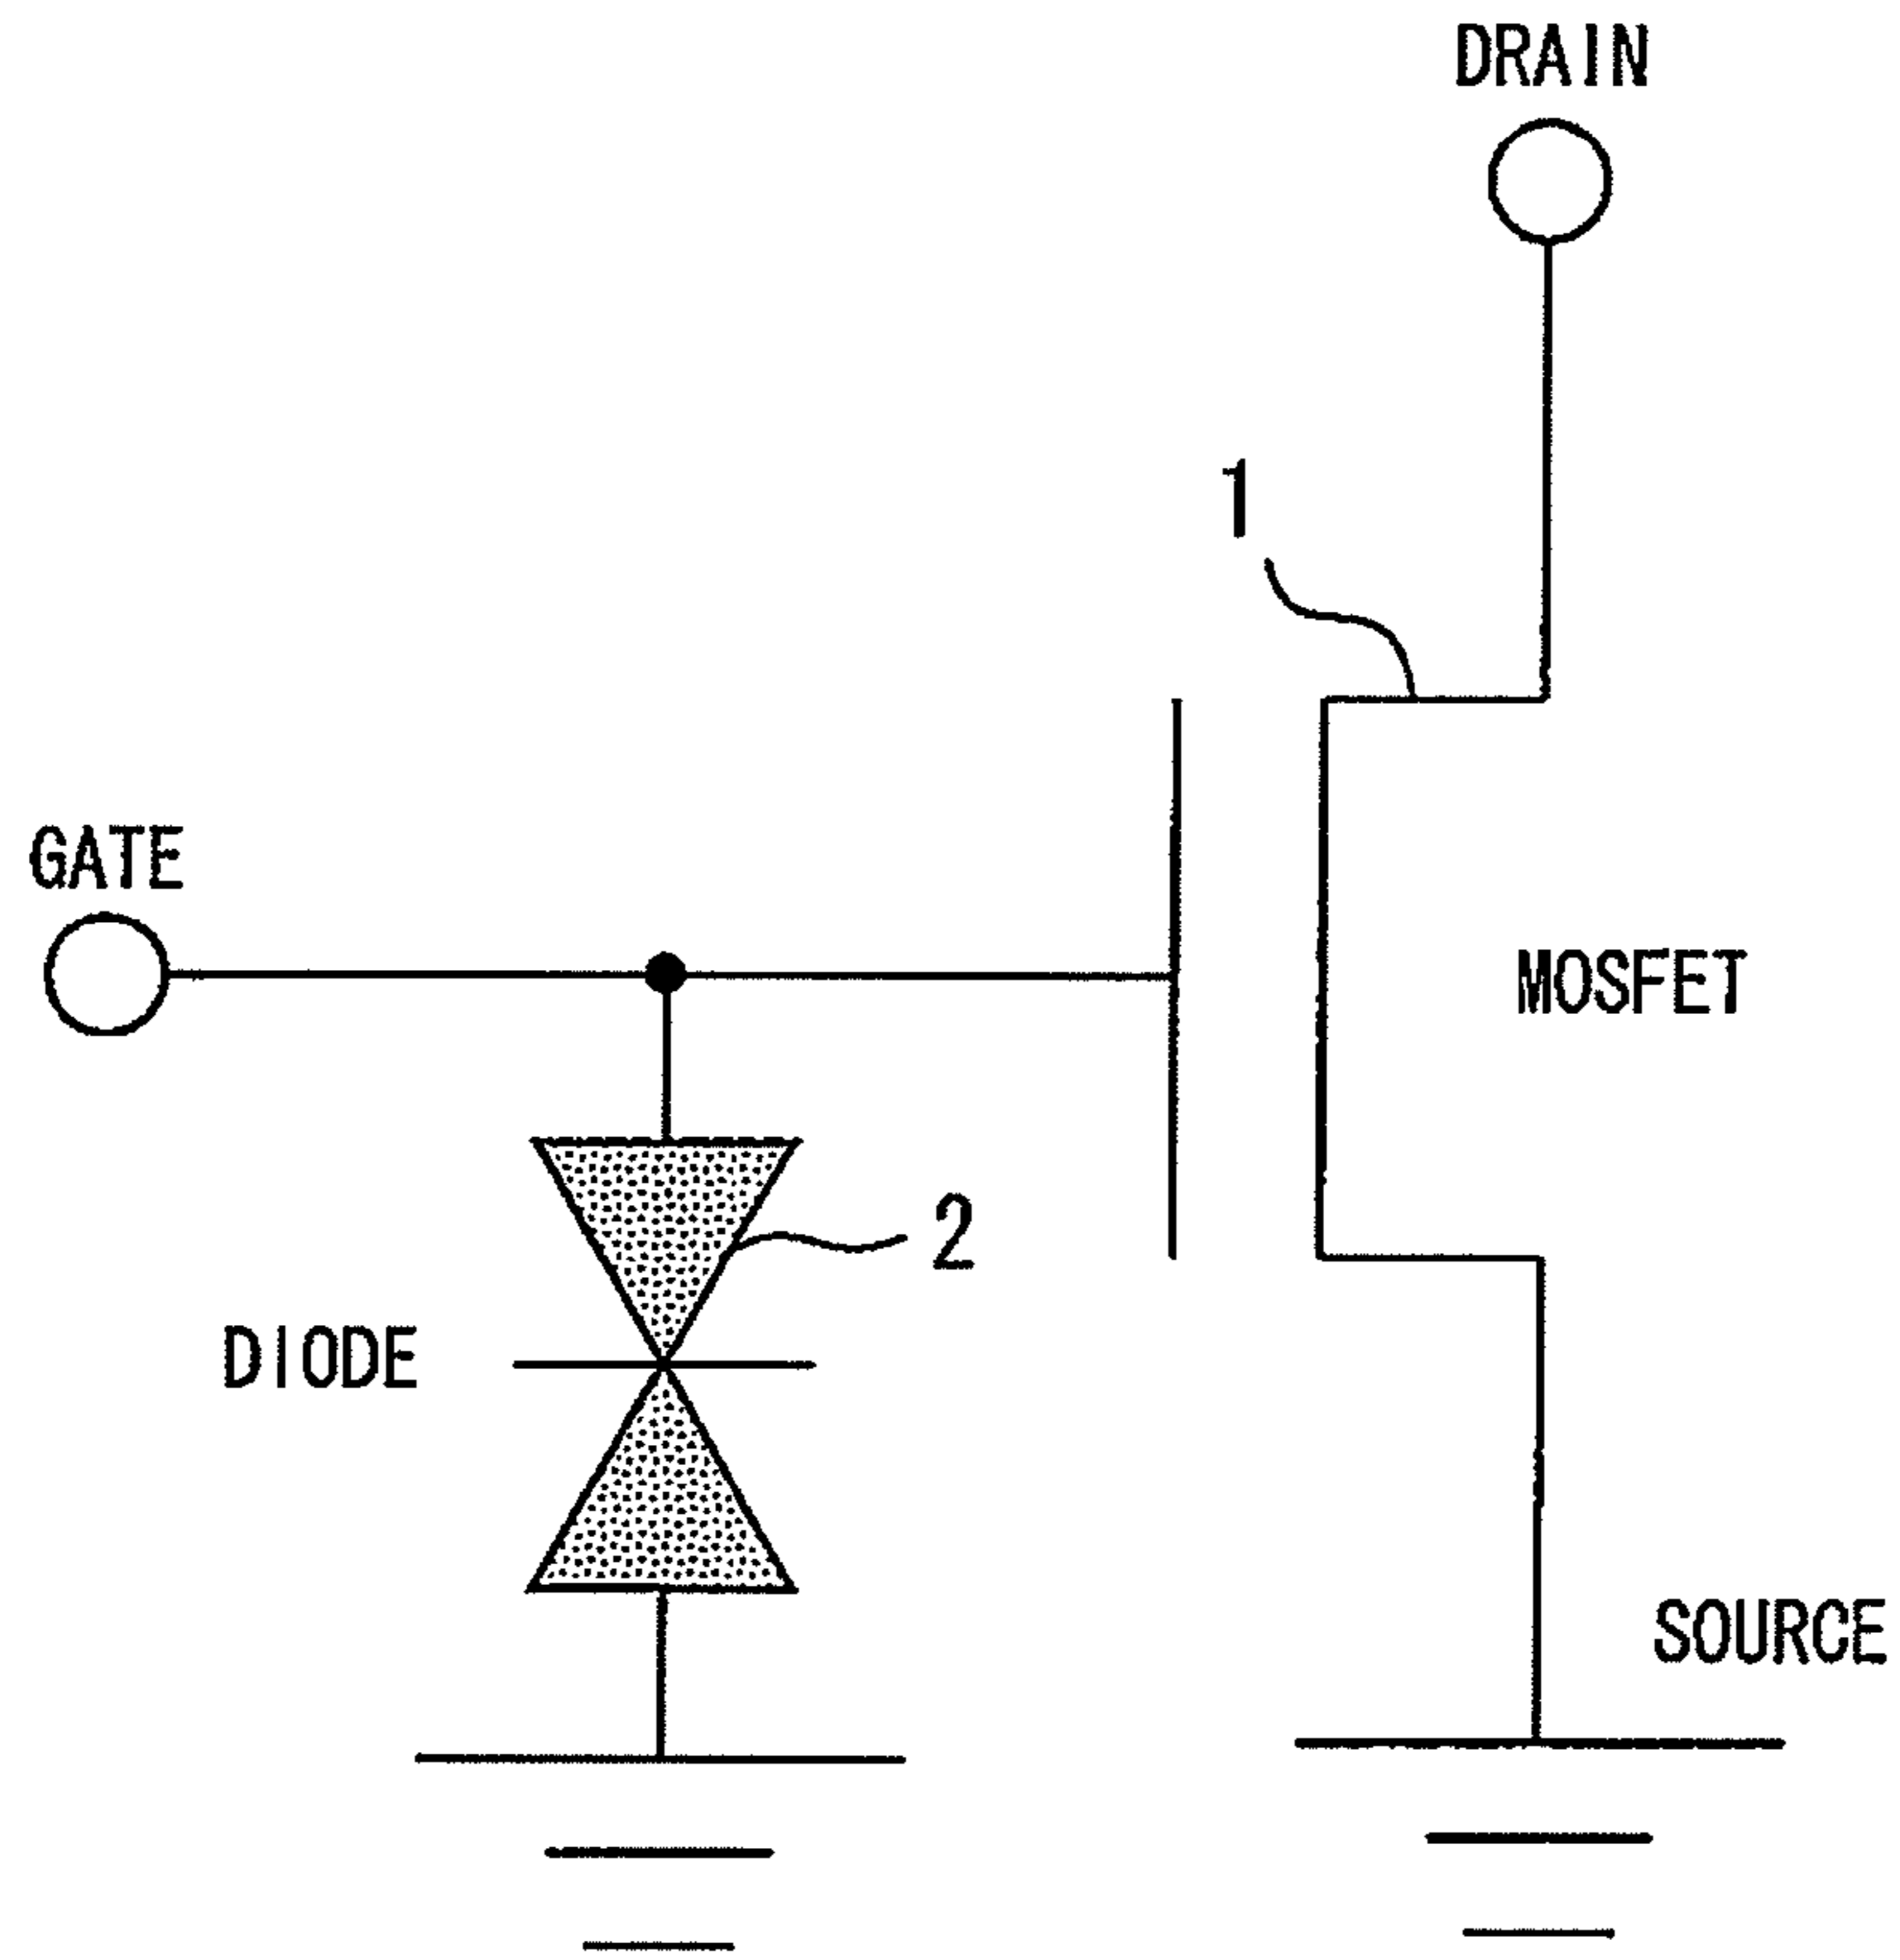 DRAIN
1
GATE
MOSFET
2
DIODE
SOURCE